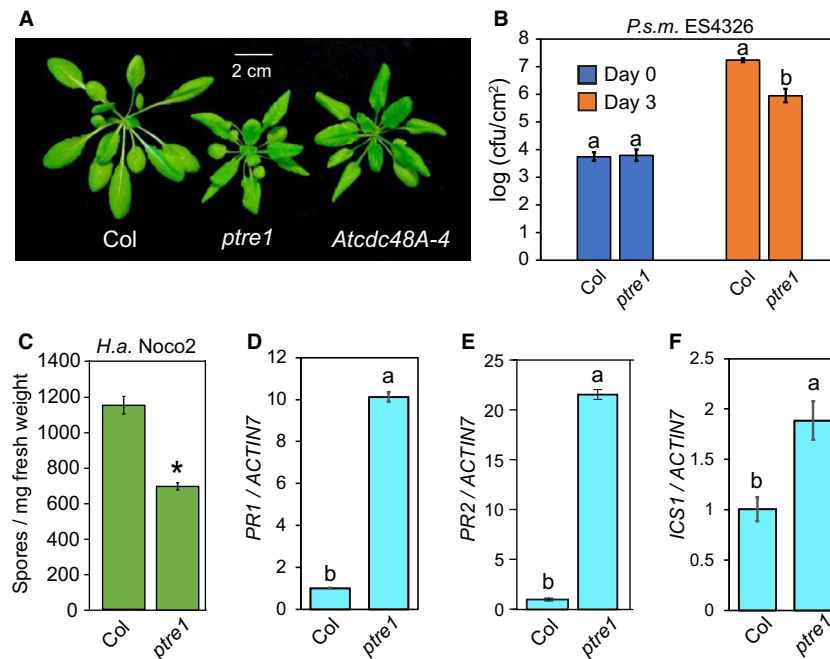 A
2 cm
Col
ptre1
Atcdc48A-4
B
P.s.m. ES4326
log (cfu/cm²)
8
7
6
5
4
3
2
1
0
Day 0
Day 3
a
a
a
b
Col
ptre1
Col
ptre1
C
H.a. Noco2
Spores / mg fresh weight
1400
1200
1000
800
600
400
200
0
*
Col
ptre1
D
PR1 / ACTIN7
12
10
8
6
4
2
0
b
a
Col
ptre1
E
PR2 / ACTIN7
25
20
15
10
5
0
b
a
Col
ptre1
F
ICS1 / ACTIN7
2.5
2
1.5
1
0.5
0
b
a
Col
ptre1